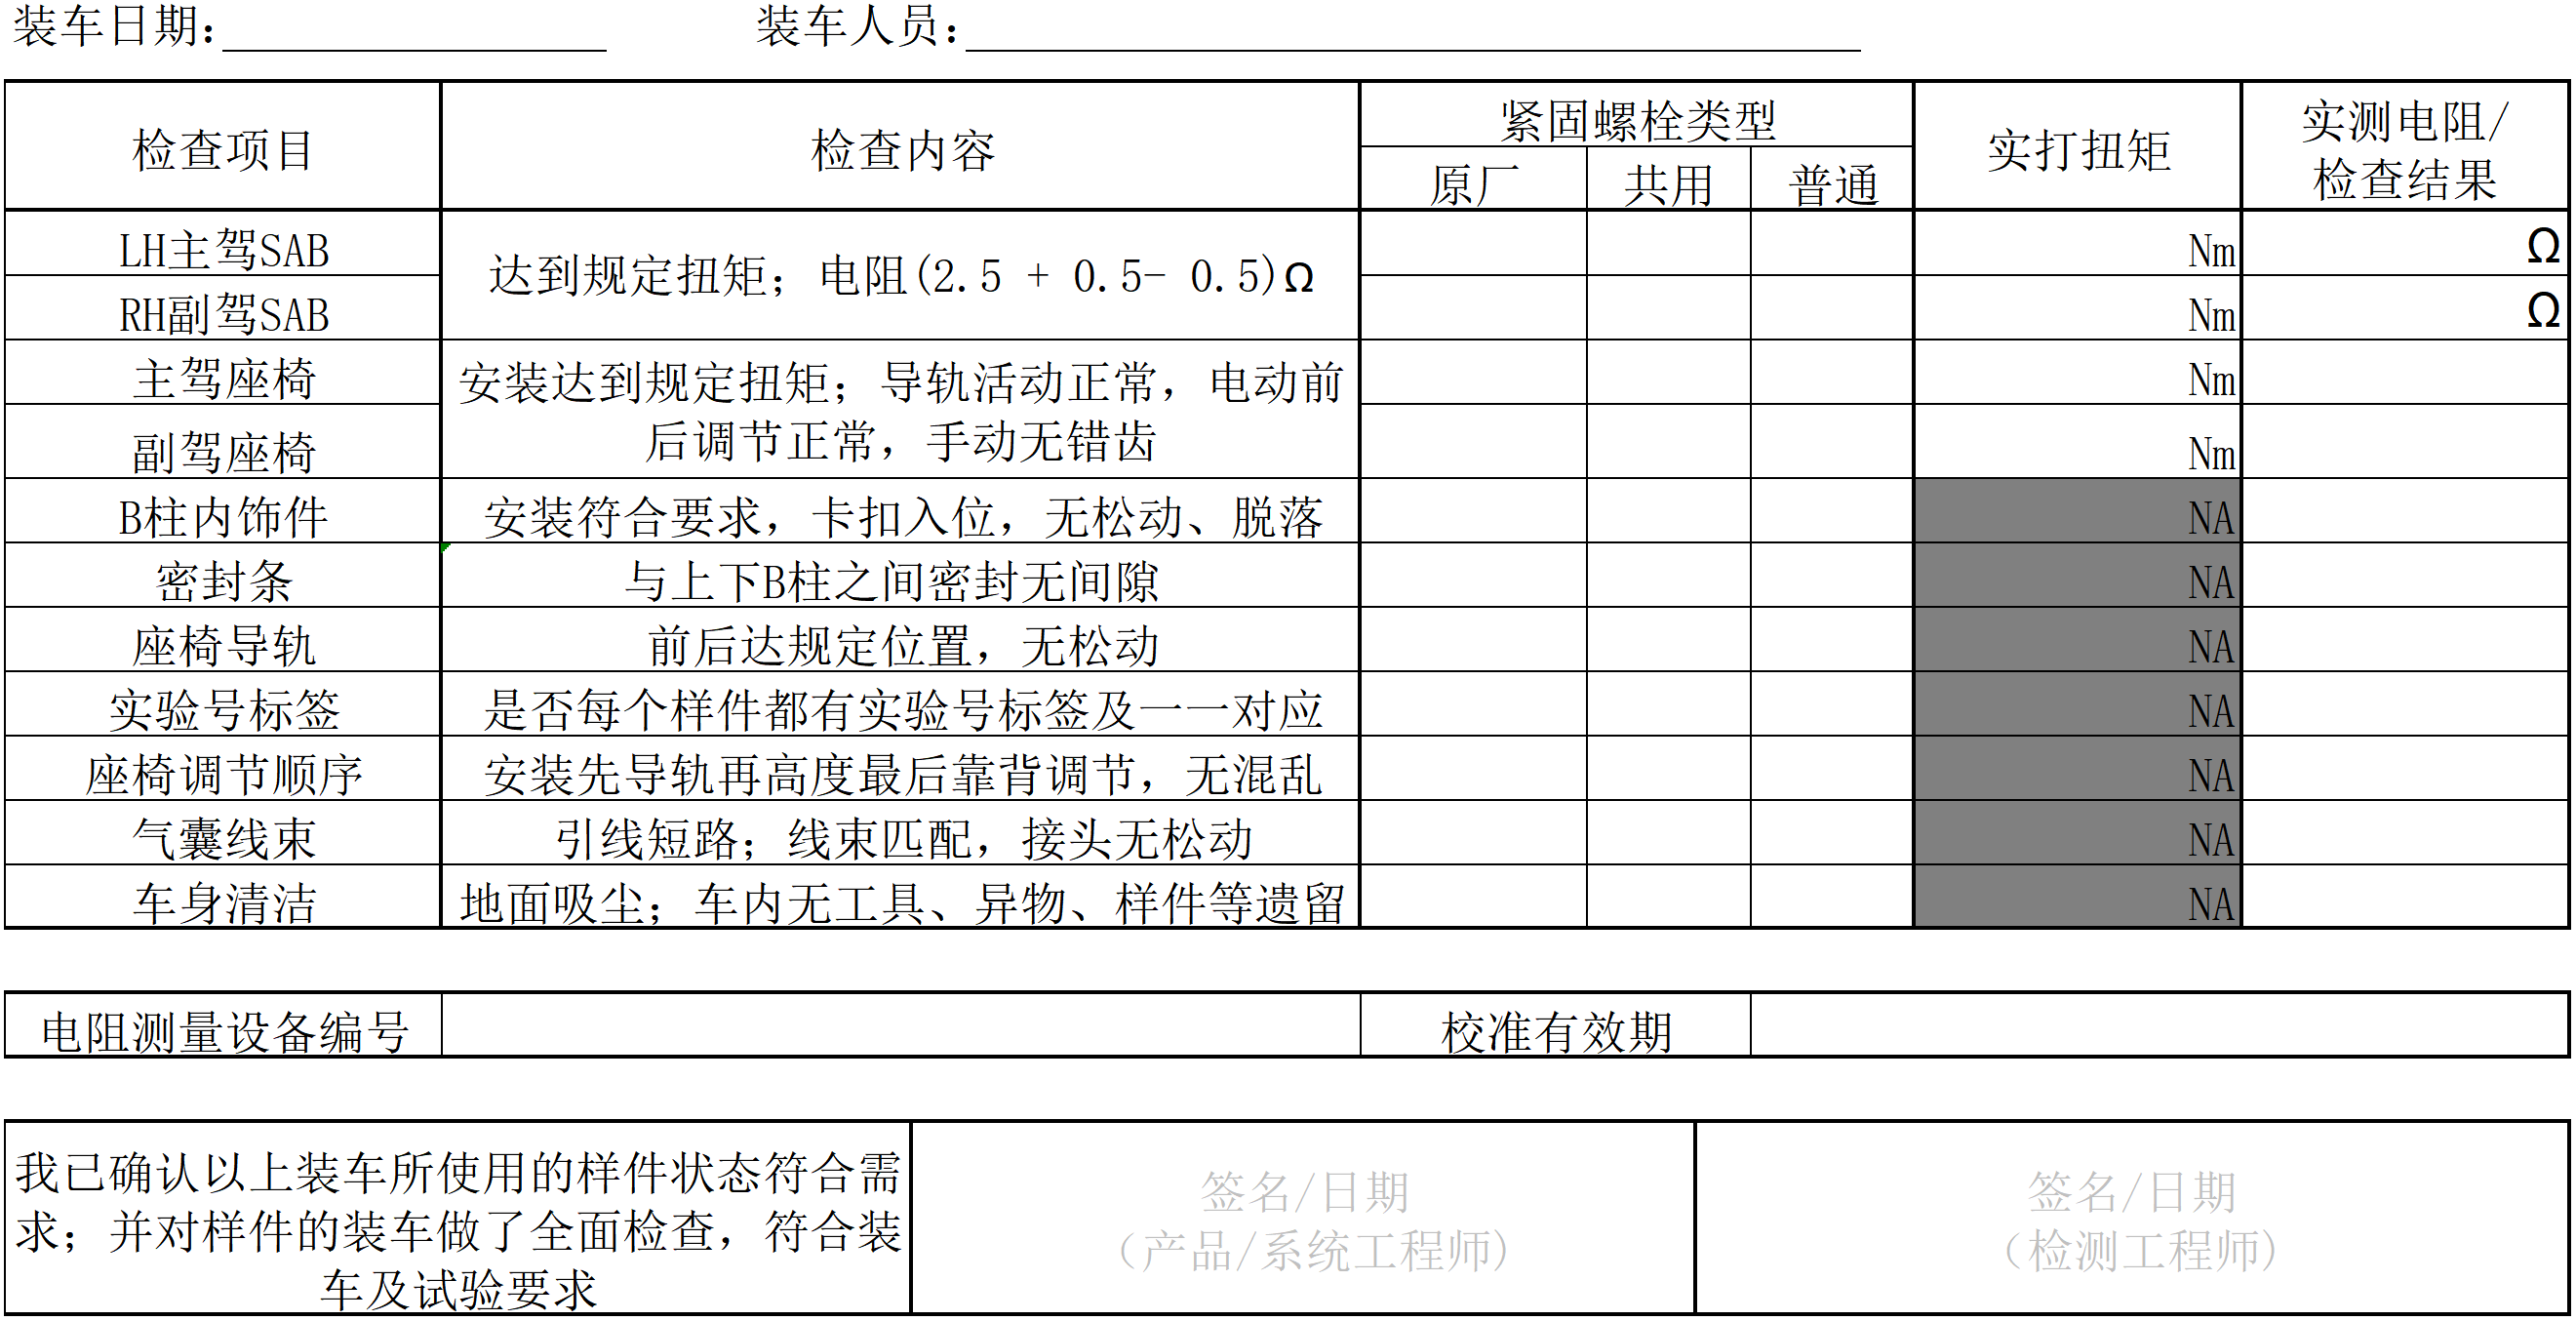 装车日期： 装车人员：
检查项目 检查内容 紧固螺栓类型 实打扭矩 实测电阻/
检查结果
原厂 共用 普通
LH主驾SAB 达到规定扭矩；电阻(2.5 + 0.5- 0.5)Ω Nm Ω
RH副驾SAB Nm Ω
主驾座椅 安装达到规定扭矩；导轨活动正常，电动前 Nm
后调节正常，手动无错齿
副驾座椅 Nm
B柱内饰件 安装符合要求，卡扣入位，无松动、脱落 NA
密封条 与上下B柱之间密封无间隙 NA
座椅导轨 前后达规定位置，无松动 NA
实验号标签 是否每个样件都有实验号标签及一一对应 NA
座椅调节顺序 安装先导轨再高度最后靠背调节，无混乱 NA
气囊线束 引线短路；线束匹配，接头无松动 NA
车身清洁 地面吸尘；车内无工具、异物、样件等遗留 NA
电阻测量设备编号 校准有效期
我已确认以上装车所使用的样件状态符合需
求；并对样件的装车做了全面检查，符合装
车及试验要求
签名/日期
（产品/系统工程师)
签名/日期
（检测工程师)